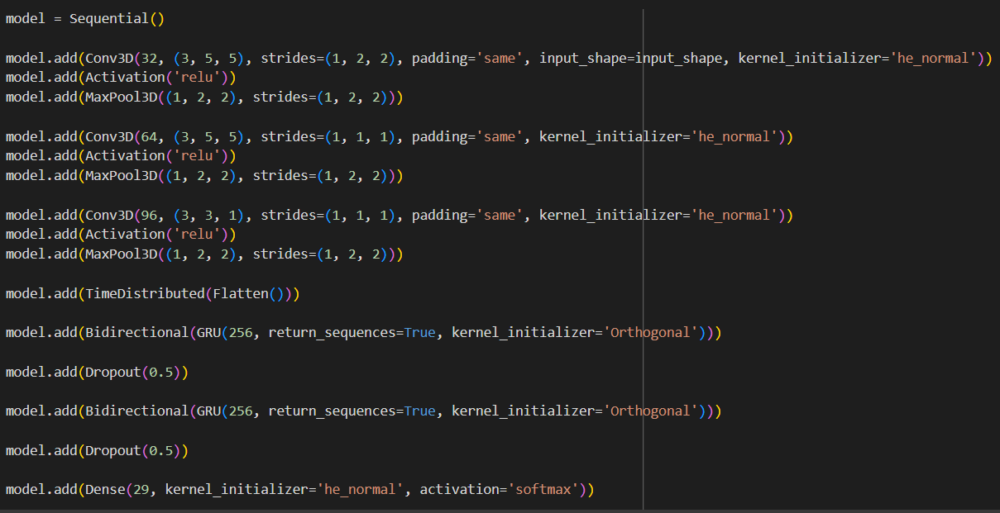 model = Sequential()
model.add(Conv3D(32, (3, 5, 5), strides=(1, 2, 2), padding='same', input_shape=input_shape, kernel_initializer='he_normal'))
model.add(Activation('relu'))
model.add(MaxPool3D((1, 2, 2), strides=(1, 2, 2)))
model.add(Conv3D(64, (3, 5, 5), strides=(1, 1, 1), padding='same', kernel_initializer='he_normal'))
model.add(Activation('relu'))
model.add(MaxPool3D((1, 2, 2), strides=(1, 2, 2)))
model.add(Conv3D(96, (3, 3, 1), strides=(1, 1, 1), padding='same', kernel_initializer='he_normal'))
model.add(Activation('relu'))
model.add(MaxPool3D((1, 2, 2), strides=(1, 2, 2)))
model.add(TimeDistributed(Flatten()))
model.add(Bidirectional(GRU(256, return_sequences=True, kernel_initializer='Orthogonal')))
model.add(Dropout(0.5))
model.add(Bidirectional(GRU(256, return_sequences=True, kernel_initializer='Orthogonal')))
model.add(Dropout(0.5))
model.add(Dense(29, kernel_initializer='he_normal', activation='softmax'))